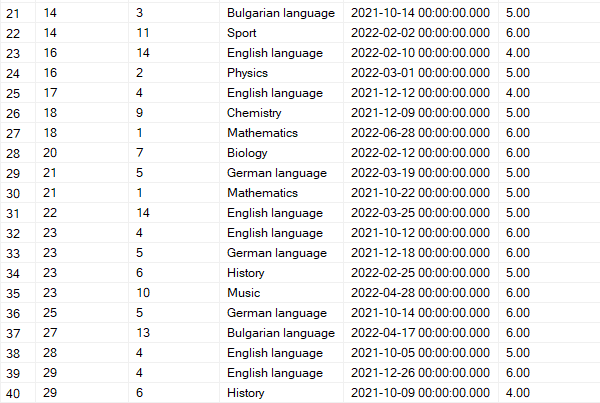 21 14 3 Bulgarian language 2021-10-14 00:00:00.000 5.00
22 14 11 Sport 2022-02-02 00:00:00.000 6.00
23 16 14 English language 2022-02-10 00:00:00.000 4.00
24 16 2 Physics 2022-03-01 00:00:00.000 5.00
25 17 4 English language 2021-12-12 00:00:00.000 4.00
26 18 9 Chemistry 2021-12-09 00:00:00.000 5.00
27 18 1 Mathematics 2022-06-28 00:00:00.000 6.00
28 20 7 Biology 2022-02-12 00:00:00.000 6.00
29 21 5 German language 2022-03-19 00:00:00.000 5.00
30 21 1 Mathematics 2021-10-22 00:00:00.000 5.00
31 22 14 English language 2022-03-25 00:00:00.000 5.00
32 23 4 English language 2021-10-12 00:00:00.000 6.00
33 23 5 German language 2021-12-18 00:00:00.000 6.00
34 23 6 History 2022-02-25 00:00:00.000 5.00
35 23 10 Music 2022-04-28 00:00:00.000 6.00
36 25 5 German language 2021-10-14 00:00:00.000 6.00
37 27 13 Bulgarian language 2022-04-17 00:00:00.000 6.00
38 28 4 English language 2021-10-05 00:00:00.000 5.00
39 29 4 English language 2021-12-26 00:00:00.000 6.00
40 29 6 History 2021-10-09 00:00:00.000 4.00